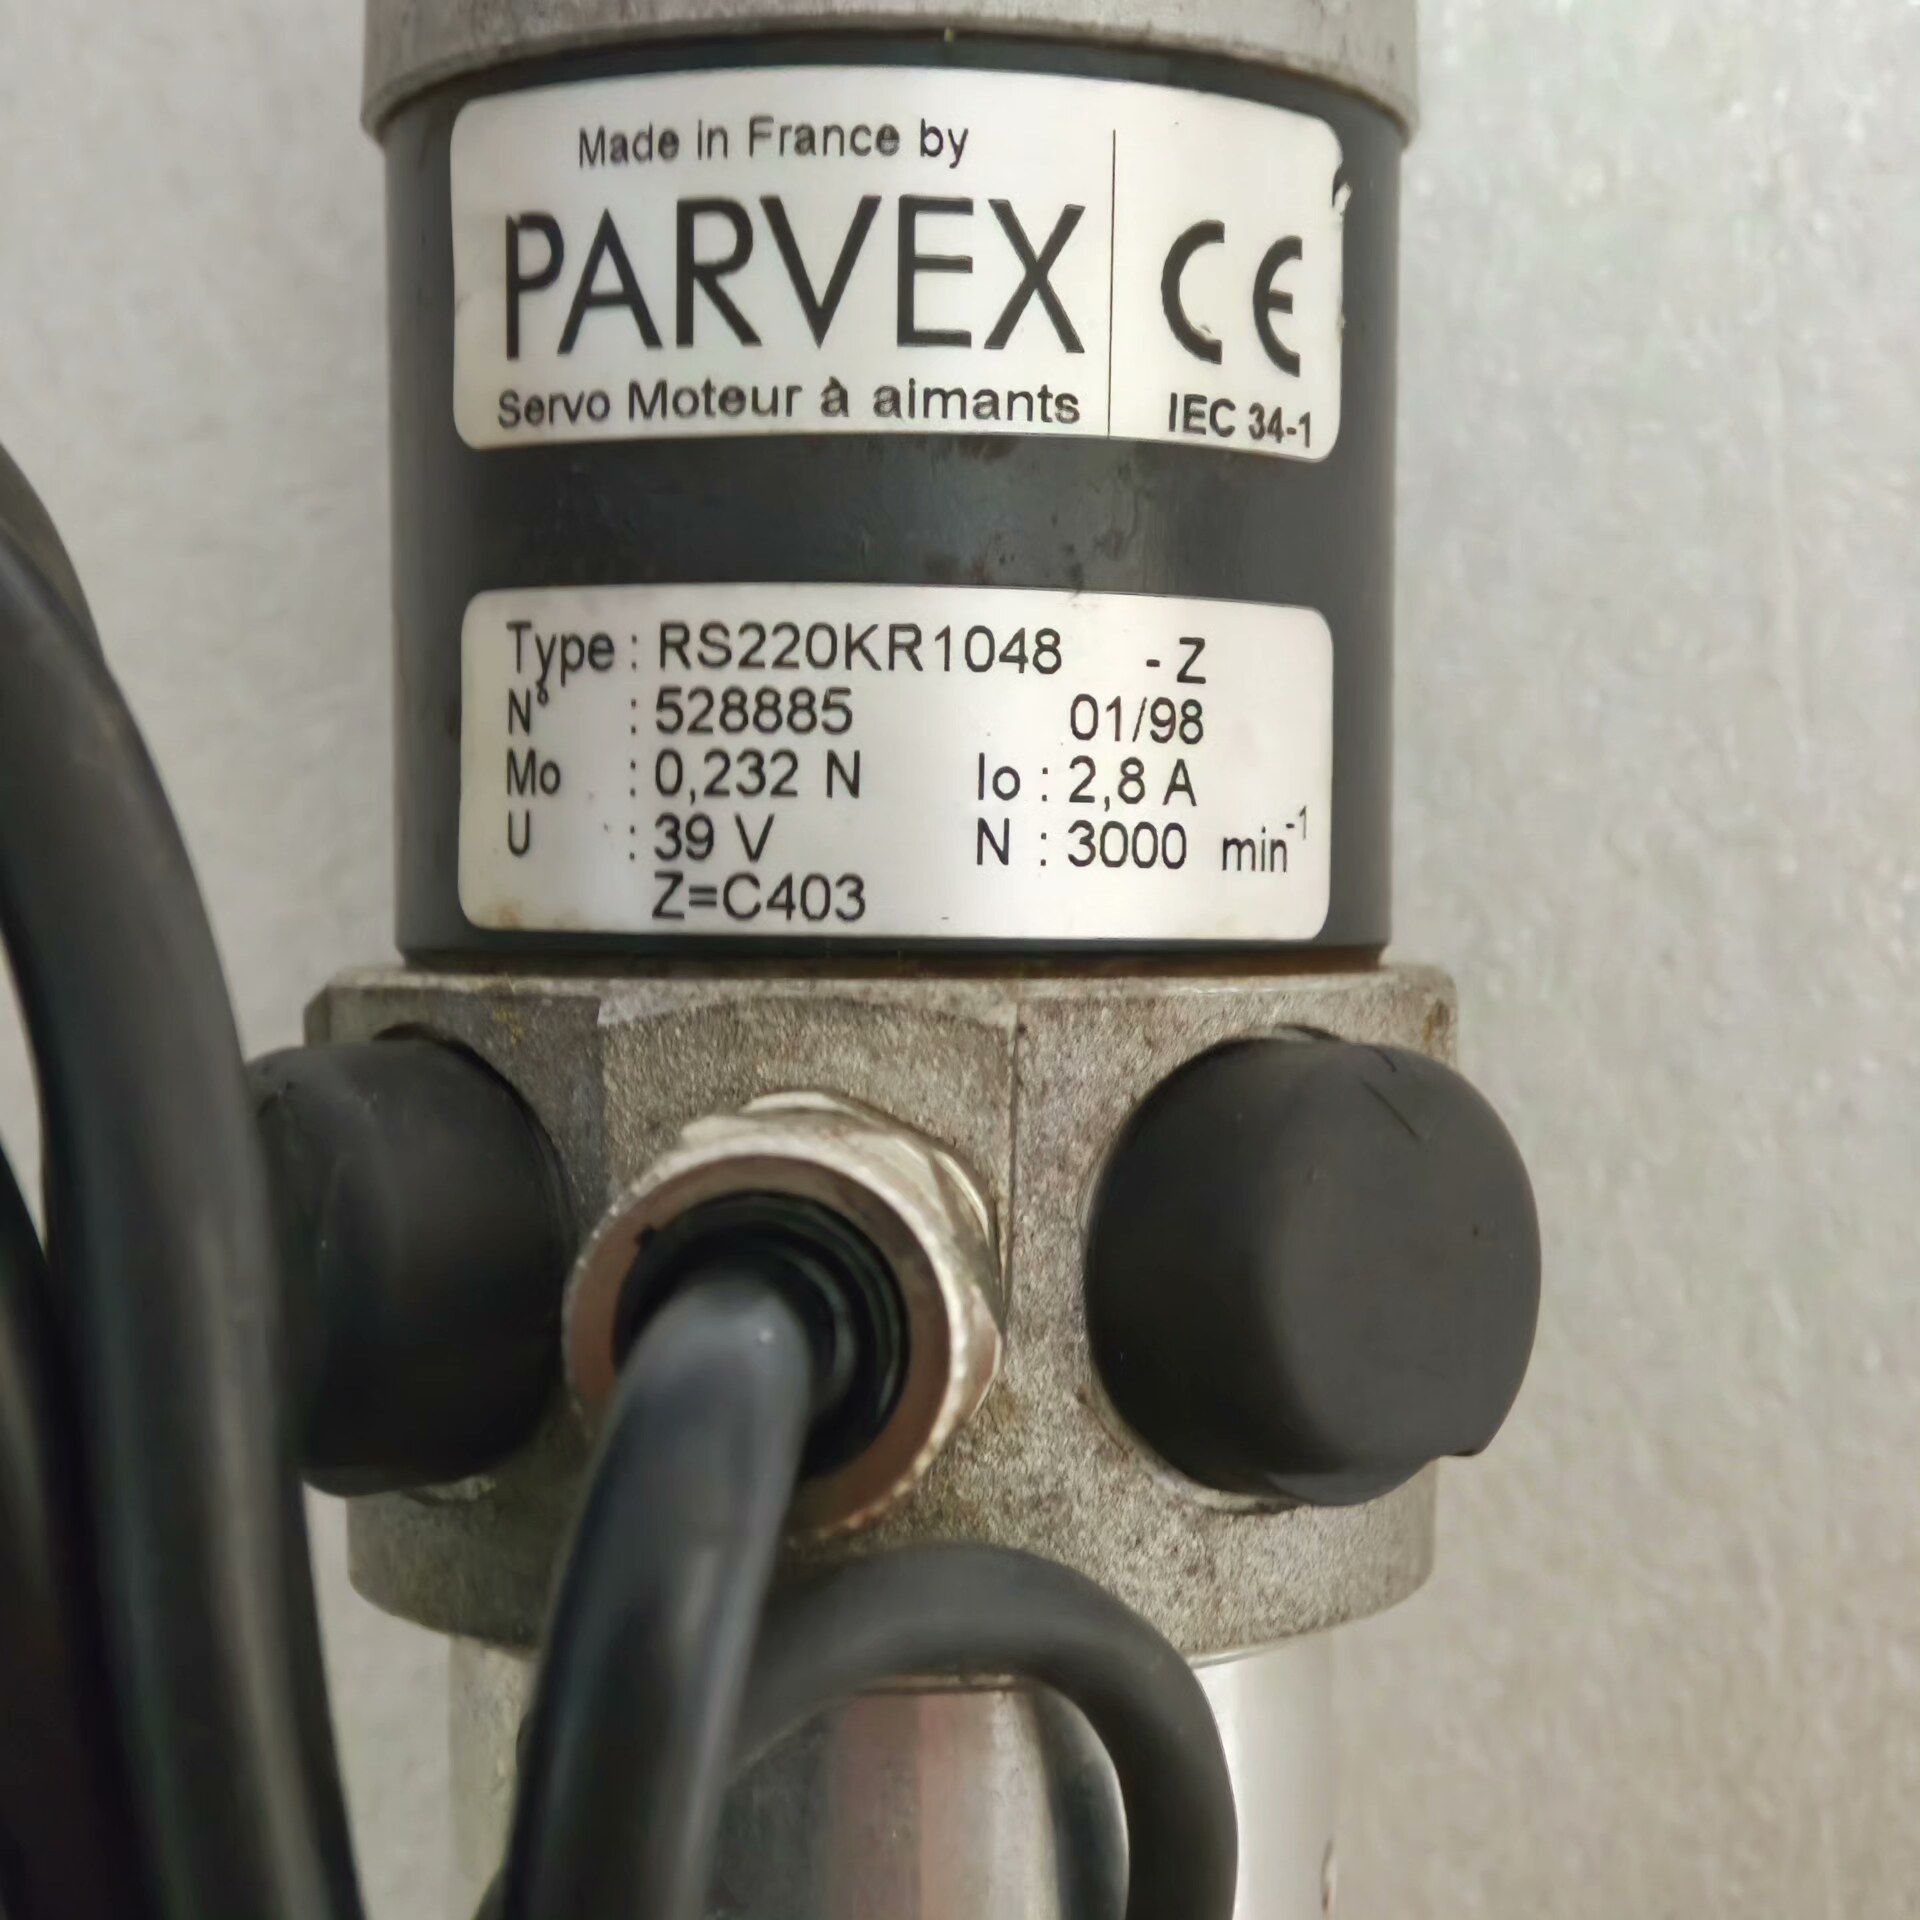 Made in France by
PARVEX
Servo Moteur à aimants
CE
IEC 34-1
Type : RS220KR1048 - Z
N° : 528885 01/98
Mo : 0,232 N Io : 2,8 A
U : 39 V N : 3000 min⁻¹
Z=C403